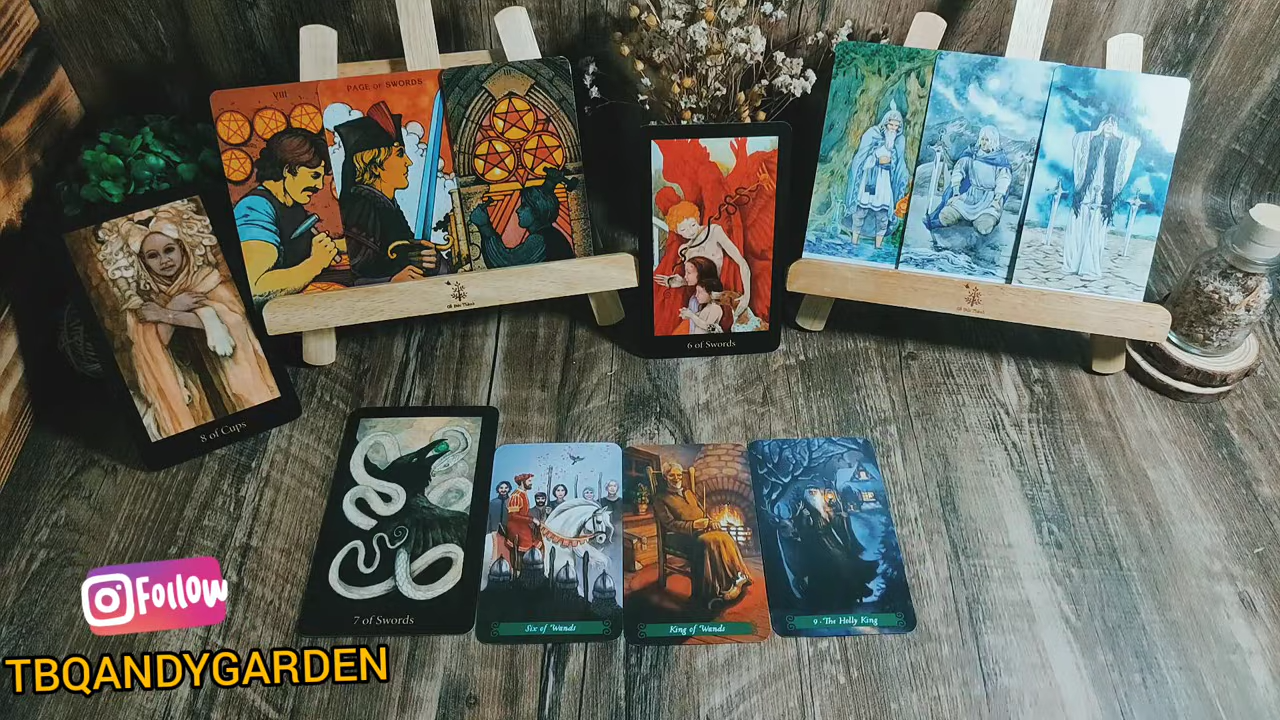 VIII
PAGE OF SWORDS
III
8 of Cups
6 of Swords
7 of Swords
Six of Wands
King of Wands
9 · The Holly King
Follow
TBQANDYGARDEN